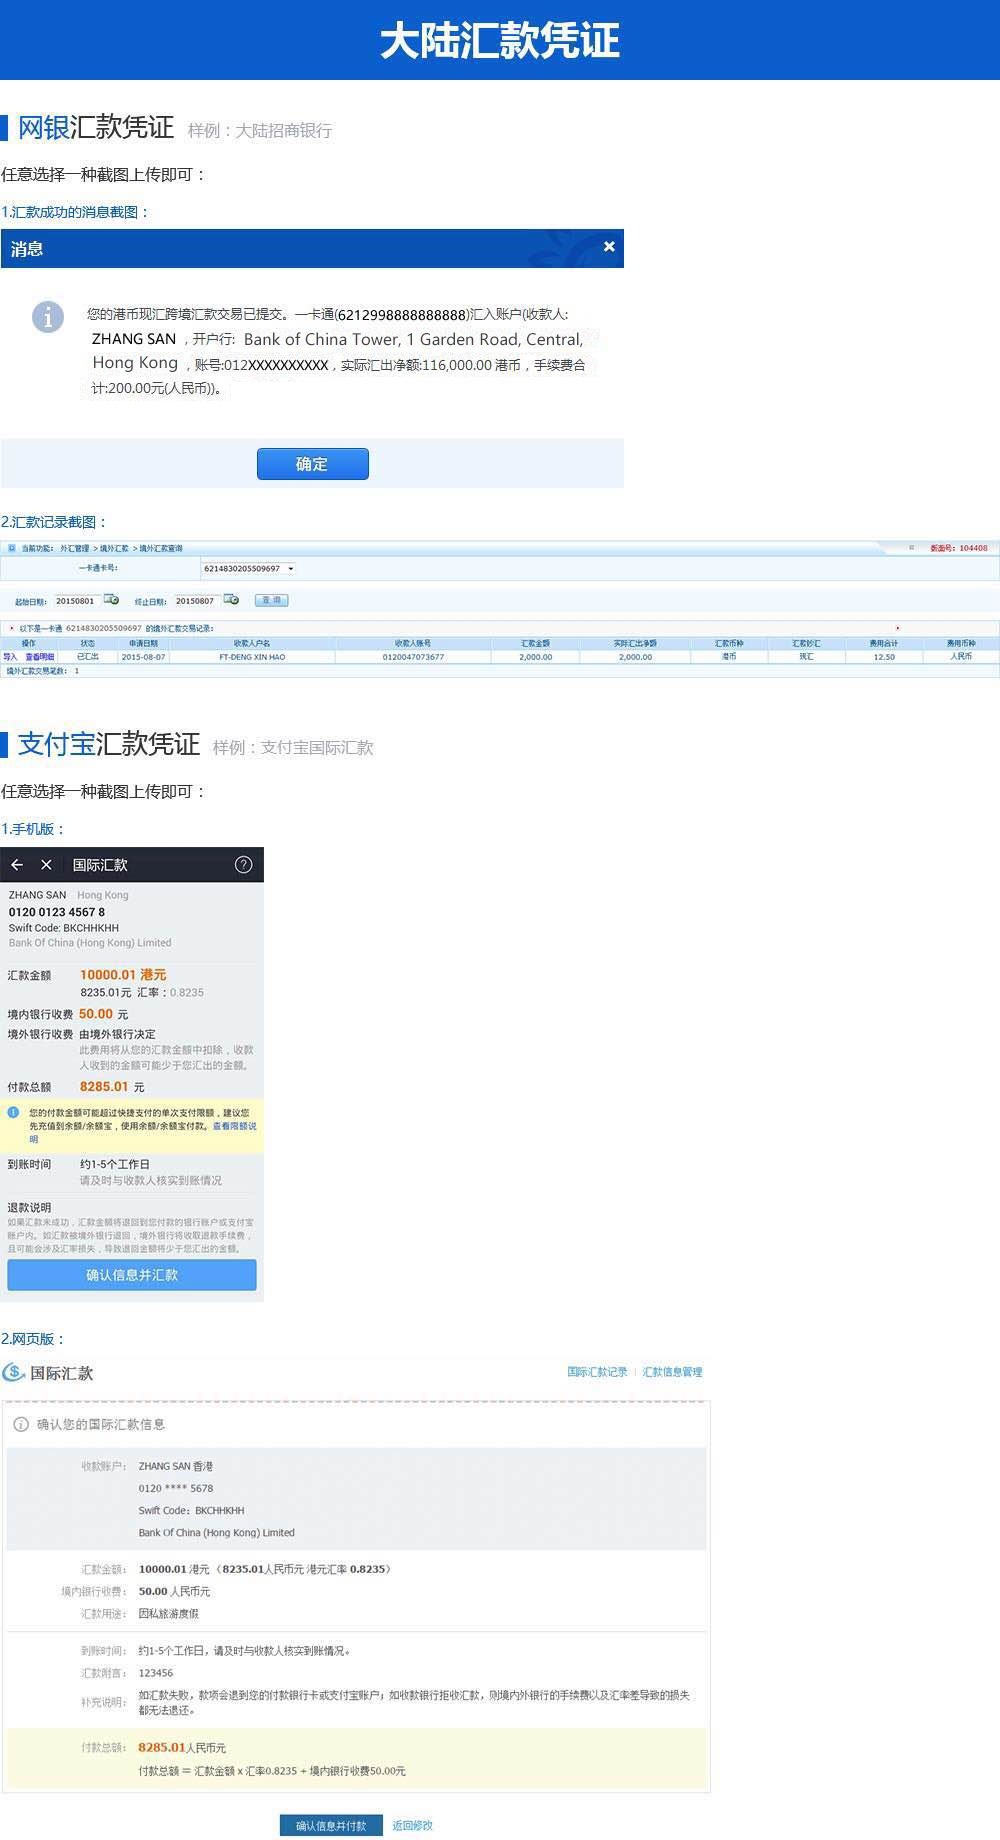 大陆汇款凭证
网银汇款凭证 样例：大陆招商银行
任意选择一种截图上传即可：
1.汇款成功的消息截图：
消息
您的港币现汇跨境汇款交易已提交。一卡通(6212998888888888)汇入账户(收款人:
ZHANG SAN ，开户行: Bank of China Tower, 1 Garden Road, Central,
Hong Kong ，账号:012XXXXXXXXXX，实际汇出净额:116,000.00 港币，手续费合
计:200.00元(人民币))。
确定
2.汇款记录截图：
当前功能： 外汇管理 > 境外汇款 > 境外汇款查询 版面号：104408
一卡通卡号： 6214830205509697
起始日期： 20150801 终止日期： 20150807 查 询
以下是一卡通 6214830205509697 的境外汇款交易记录：
操作 状态 申请日期 收款人户名 收款人账号 汇款金额 实际汇出净额 汇款币种 汇款钞汇 费用合计 费用币种
导入 查看明细 已汇出 2015-08-07 FT-DENG XIN HAO 0120047073677 2,000.00 2,000.00 港币 现汇 12.50 人民币
境外汇款交易笔数： 1
支付宝汇款凭证 样例：支付宝国际汇款
任意选择一种截图上传即可：
1.手机版：
国际汇款 ?
ZHANG SAN Hong Kong
0120 0123 4567 8
Swift Code: BKCHHKHH
Bank Of China (Hong Kong) Limited
汇款金额 10000.01 港元
8235.01元 汇率：0.8235
境内银行收费 50.00 元
境外银行收费 由境外银行决定
此费用将从您的汇款金额中扣除，收款
人收到的金额可能少于您汇出的金额。
付款总额 8285.01 元
您的付款金额可能超过快捷支付的单次支付限额，建议您
先充值到余额/余额宝，使用余额/余额宝付款。查看限额说
明
到账时间 约1-5个工作日
请及时与收款人核实到账情况
退款说明
如果汇款未成功，汇款金额将退回到您付款的银行账户或支付宝
账户内。如汇款被境外银行退回，境外银行将收取退款手续费，
且可能会涉及汇率损失，导致退回金额将少于您汇出的金额。
确认信息并汇款
2.网页版：
国际汇款 国际汇款记录 | 汇款信息管理
确认您的国际汇款信息
收款账户： ZHANG SAN 香港
0120 **** 5678
Swift Code：BKCHHKHH
Bank Of China (Hong Kong) Limited
汇款金额： 10000.01 港元 （8235.01人民币元 港元汇率 0.8235）
境内银行收费： 50.00 人民币元
汇款用途： 因私旅游度假
到账时间： 约1-5个工作日，请及时与收款人核实到账情况。
汇款附言： 123456
补充说明： 如汇款失败，款项会退到您的付款银行卡或支付宝账户，如收款银行拒收汇款，则境内外银行的手续费以及汇率差导致的损失
都无法退还。
付款总额： 8285.01人民币元
付款总额 = 汇款金额 x 汇率0.8235 + 境内银行收费50.00元
确认信息并付款 返回修改